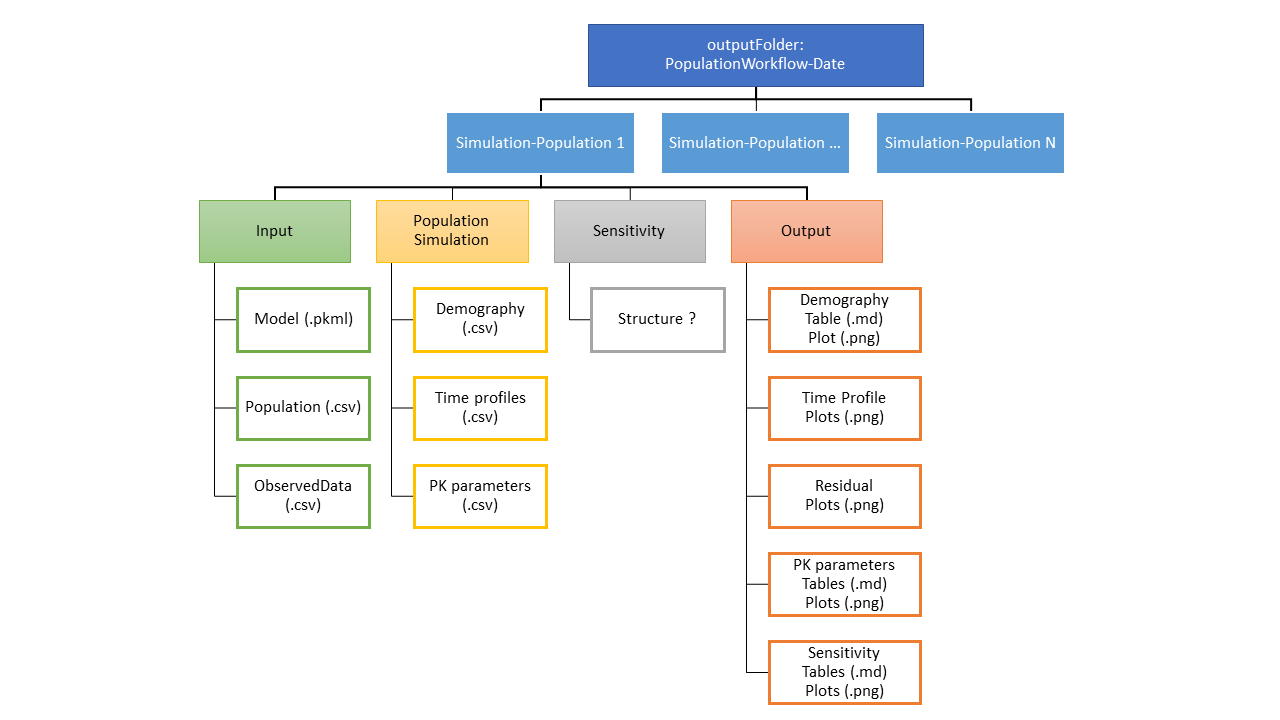 outputFolder:
PopulationWorkflow-Date
Simulation-Population 1
Simulation-Population ...
Simulation-Population N
Input
Population
Simulation
Sensitivity
Output
Model (.pkml)
Population (.csv)
ObservedData
(.csv)
Demography
(.csv)
Time profiles
(.csv)
PK parameters
(.csv)
Structure ?
Demography
Table (.md)
Plot (.png)
Time Profile
Plots (.png)
Residual
Plots (.png)
PK parameters
Tables (.md)
Plots (.png)
Sensitivity
Tables (.md)
Plots (.png)